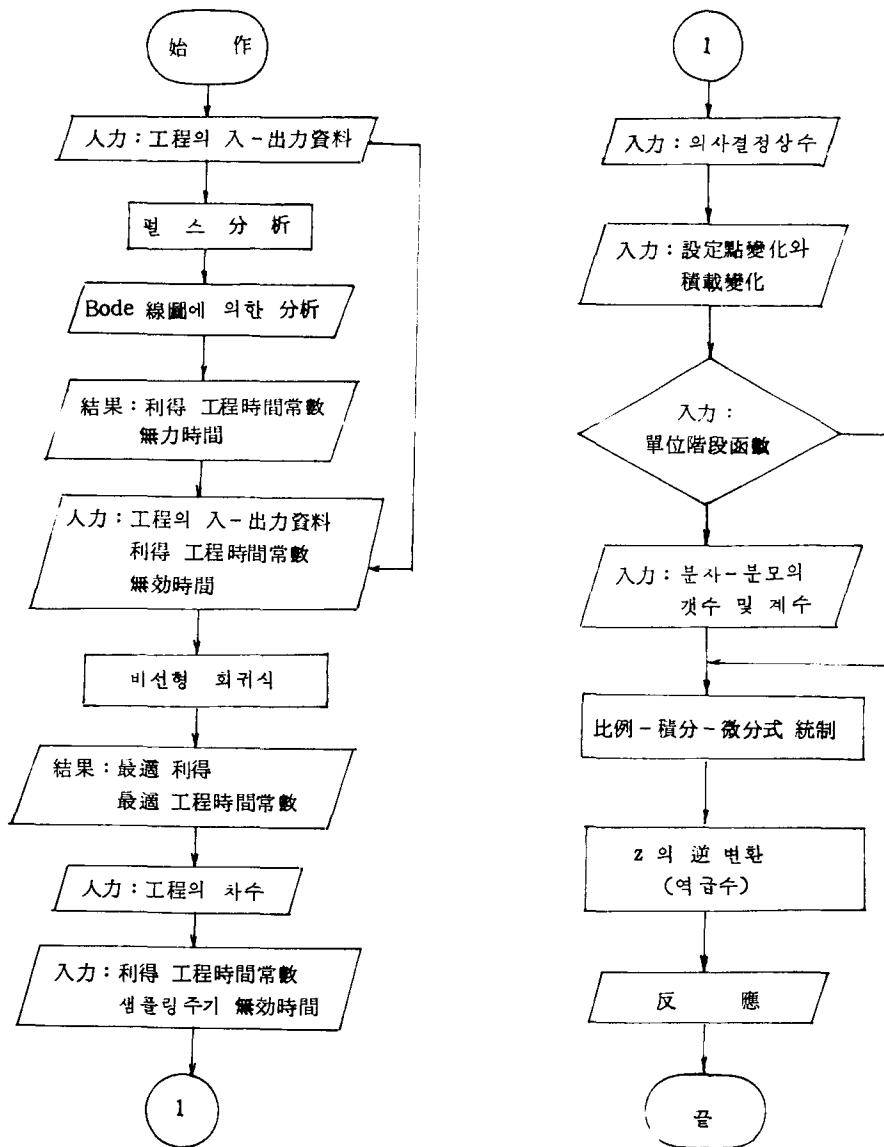 始 作
入力 : 工程의 入-出力資料
펄 스 分 析
Bode 線圖에 의한 分析
結果 : 利得 工程時間常數
無力時間
入力 : 工程의 入-出力資料
利得 工程時間常數
無効時間
비선형 회귀식
結果 : 最適 利得
最適 工程時間常數
入力 : 工程의 차수
入力 : 利得 工程時間常數
샘플링주기 無効時間
1
1
入力 : 의사결정상수
入力 : 設定點變化와
積載變化
入力 :
單位階段函數
入力 : 분사-분모의
갯수 및 계수
比例-積分-微分式 統制
z 의 逆 변환
(역급수)
反 應
끝